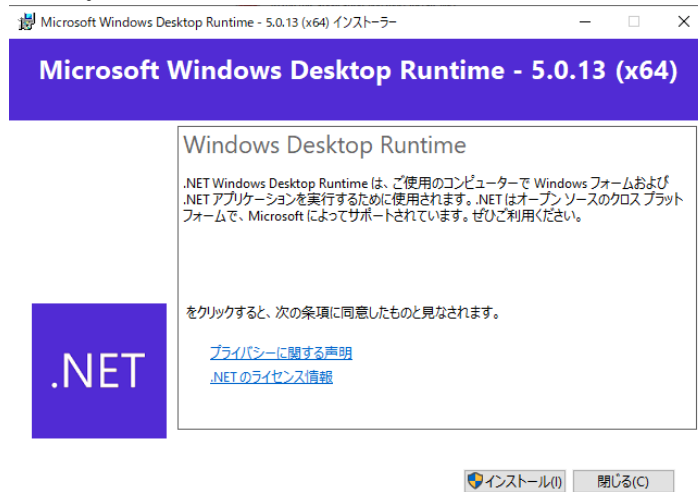 Microsoft Windows Desktop Runtime - 5.0.13 (x64) インストーラー
Microsoft Windows Desktop Runtime - 5.0.13 (x64)
Windows Desktop Runtime
.NET Windows Desktop Runtime は、ご使用のコンピューターで Windows フォームおよび
.NET アプリケーションを実行するために使用されます。.NET はオープン ソースのクロス プラット
フォームで、Microsoft によってサポートされています。ぜひご利用ください。
をクリックすると、次の条項に同意したものと見なされます。
プライバシーに関する声明
.NET のライセンス情報
.NET
インストール(I)
閉じる(C)